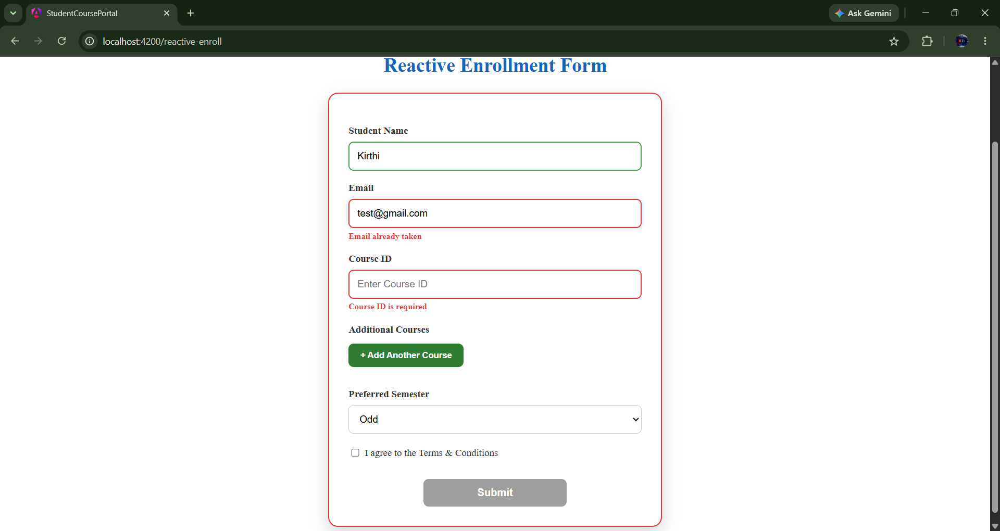 StudentCoursePortal
Ask Gemini
localhost:4200/reactive-enroll
KD
Reactive Enrollment Form
Student Name
Kirthi
Email
test@gmail.com
Email already taken
Course ID
Enter Course ID
Course ID is required
Additional Courses
+ Add Another Course
Preferred Semester
Odd
I agree to the Terms & Conditions
Submit